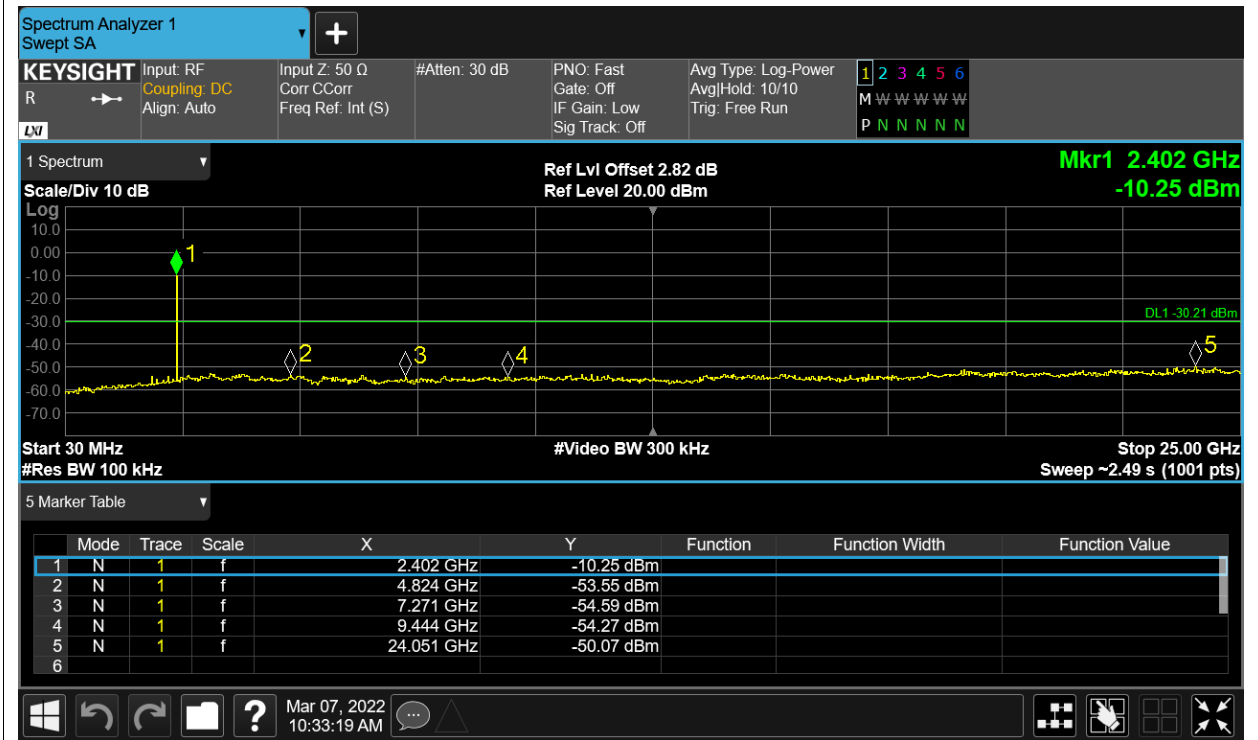 Spectrum Analyzer 1
Swept SA
KEYSIGHT
R
LXI
Input: RF
Coupling: DC
Align: Auto
Input Z: 50 Ω
Corr CCorr
Freq Ref: Int (S)
#Atten: 30 dB
PNO: Fast
Gate: Off
IF Gain: Low
Sig Track: Off
Avg Type: Log-Power
Avg|Hold: 10/10
Trig: Free Run
1 2 3 4 5 6
M W W W W W
P N N N N N
1 Spectrum
Scale/Div 10 dB
Ref Lvl Offset 2.82 dB
Ref Level 20.00 dBm
Mkr1 2.402 GHz
-10.25 dBm
Log
10.0
0.00
-10.0
-20.0
-30.0
-40.0
-50.0
-60.0
-70.0
1
2
3
4
5
DL1 -30.21 dBm
Start 30 MHz
#Res BW 100 kHz
#Video BW 300 kHz
Stop 25.00 GHz
Sweep ~2.49 s (1001 pts)
5 Marker Table
Mode Trace Scale X Y Function Function Width Function Value
1 N 1 f 2.402 GHz -10.25 dBm
2 N 1 f 4.824 GHz -53.55 dBm
3 N 1 f 7.271 GHz -54.59 dBm
4 N 1 f 9.444 GHz -54.27 dBm
5 N 1 f 24.051 GHz -50.07 dBm
6
?
Mar 07, 2022
10:33:19 AM